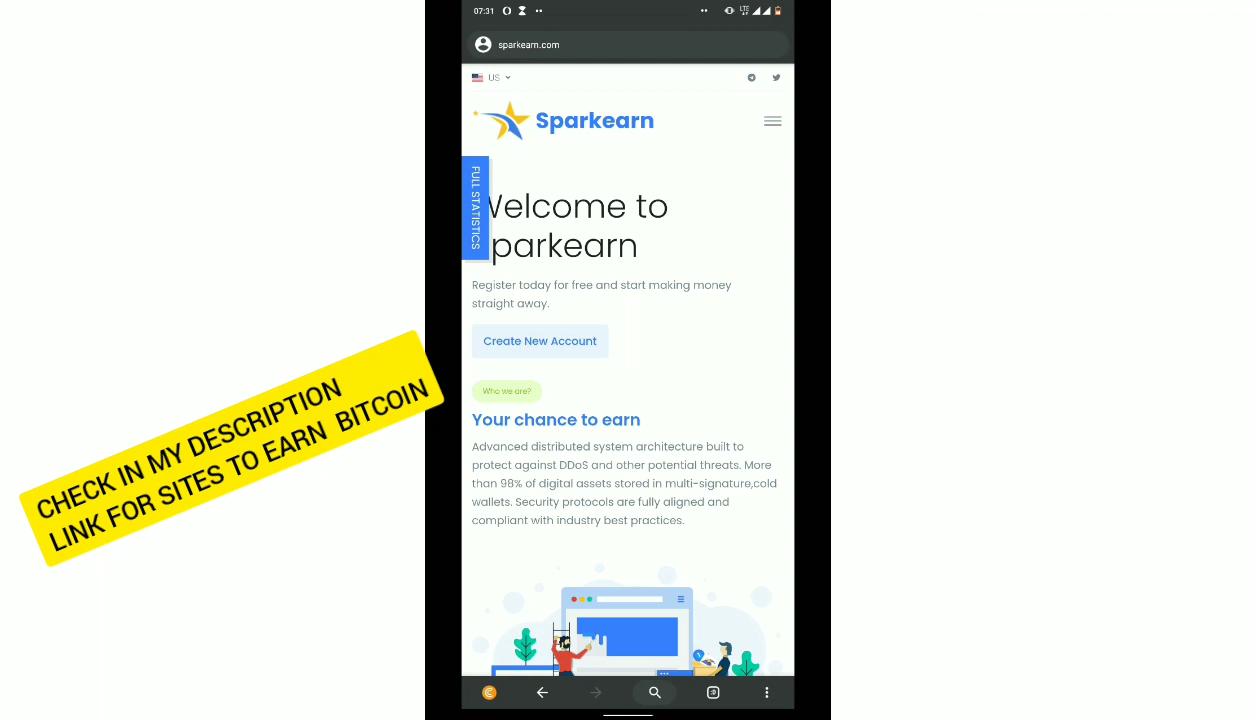 07:31
LTE
sparkearn.com
US
Sparkearn
FULL STATISTICS
Welcome to
Sparkearn
Register today for free and start making money
straight away.
Create New Account
Who we are?
Your chance to earn
Advanced distributed system architecture built to
protect against DDoS and other potential threats. More
than 98% of digital assets stored in multi-signature,cold
wallets. Security protocols are fully aligned and
compliant with industry best practices.
CHECK IN MY DESCRIPTION
LINK FOR SITES TO EARN BITCOIN